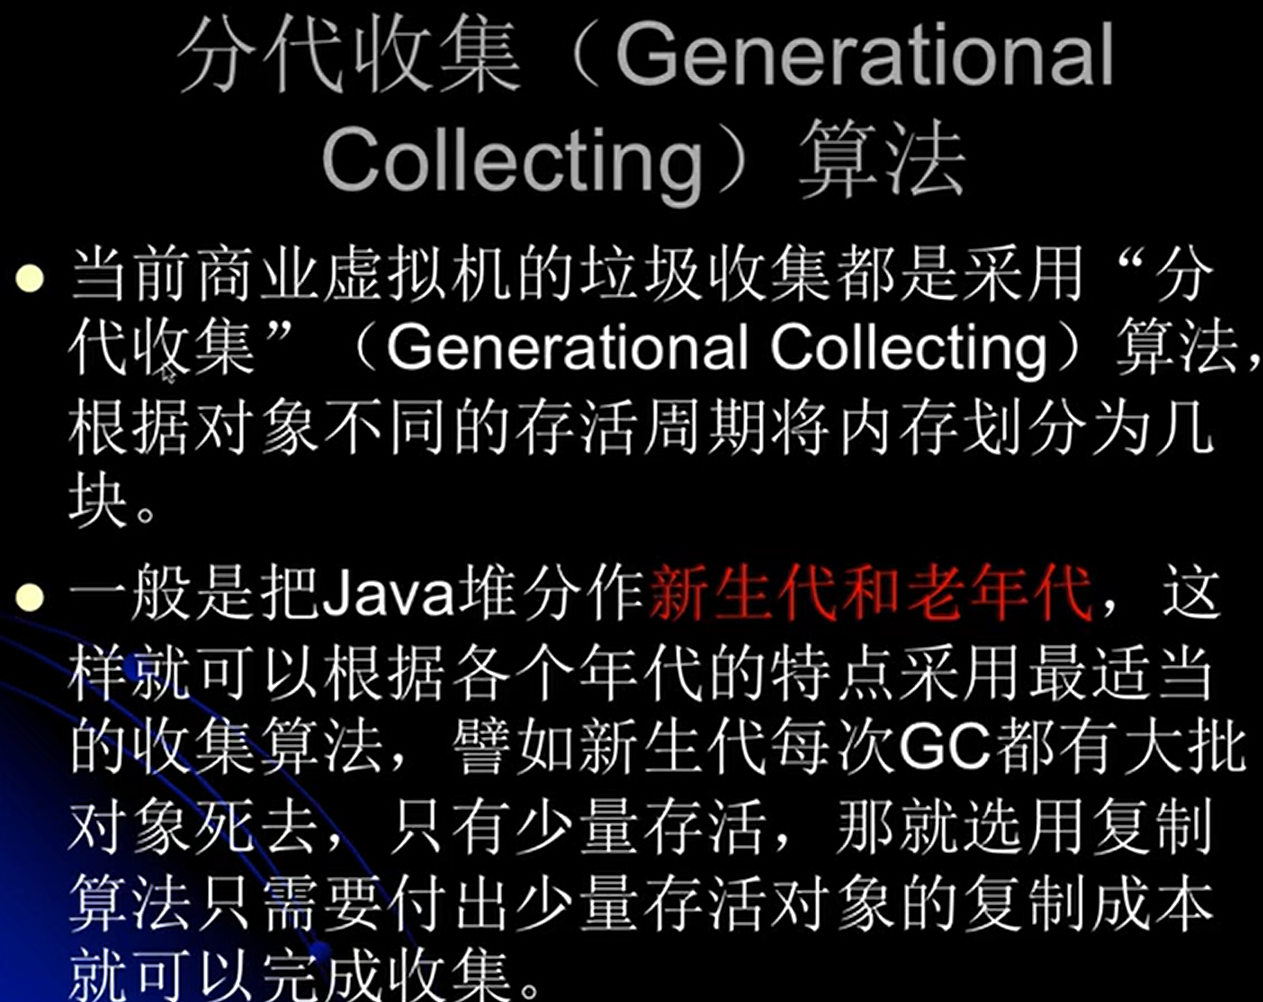 分代收集（Generational
Collecting）算法
当前商业虚拟机的垃圾收集都是采用“分
代收集”（Generational Collecting）算法，
根据对象不同的存活周期将内存划分为几
块。
一般是把Java堆分作新生代和老年代，这
样就可以根据各个年代的特点采用最适当
的收集算法，譬如新生代每次GC都有大批
对象死去，只有少量存活，那就选用复制
算法只需要付出少量存活对象的复制成本
就可以完成收集。